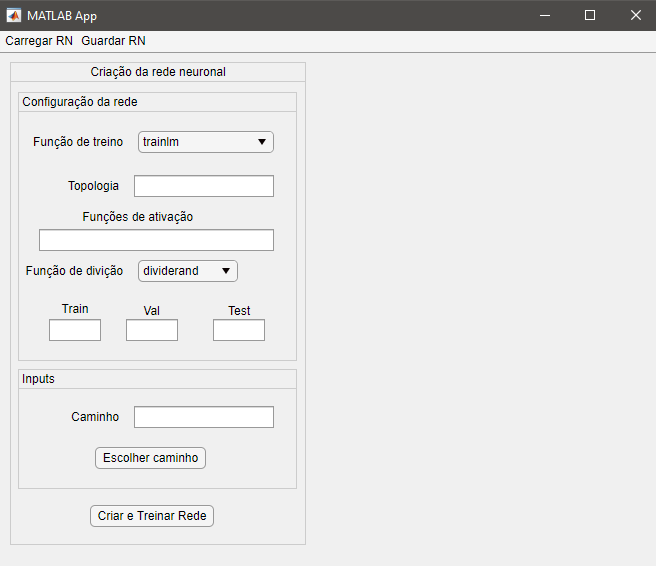 MATLAB App
Carregar RN Guardar RN
Criação da rede neuronal
Configuração da rede
Função de treino trainlm
Topologia
Funções de ativação
Função de divição dividerand
Train Val Test
Inputs
Caminho
Escolher caminho
Criar e Treinar Rede